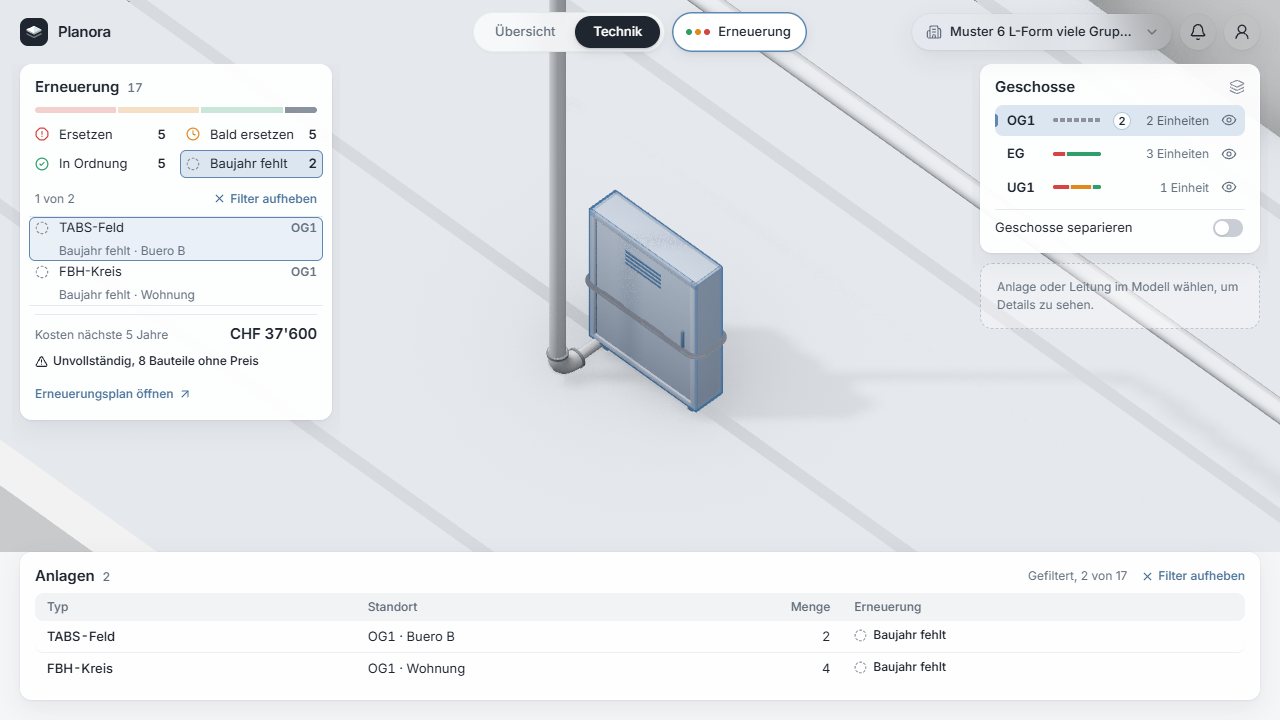 Planora
Übersicht
Technik
Erneuerung
Muster 6 L-Form viele Grup...
Erneuerung 17
Ersetzen 5
Bald ersetzen 5
In Ordnung 5
Baujahr fehlt 2
1 von 2
Filter aufheben
TABS-Feld OG1
Baujahr fehlt · Buero B
FBH-Kreis OG1
Baujahr fehlt · Wohnung
Kosten nächste 5 Jahre CHF 37'600
Unvollständig, 8 Bauteile ohne Preis
Erneuerungsplan öffnen
Geschosse
OG1 2 2 Einheiten
EG 3 Einheiten
UG1 1 Einheit
Geschosse separieren
Anlage oder Leitung im Modell wählen, um
Details zu sehen.
Anlagen 2
Gefiltert, 2 von 17
Filter aufheben
Typ Standort Menge Erneuerung
TABS-Feld OG1 · Buero B 2 Baujahr fehlt
FBH-Kreis OG1 · Wohnung 4 Baujahr fehlt